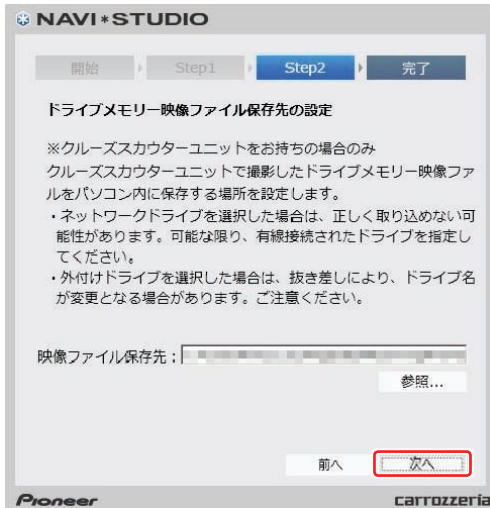 NAVI*STUDIO
開始 Step1 Step2 完了
ドライブメモリー映像ファイル保存先の設定
※クルーズスカウターユニットをお持ちの場合のみ
クルーズスカウターユニットで撮影したドライブメモリー映像ファ
ルをパソコン内に保存する場所を設定します。
・ネットワークドライブを選択した場合は、正しく取り込めない可
能性があります。可能な限り、有線接続されたドライブを指定し
てください。
・外付けドライブを選択した場合は、抜き差しにより、ドライブ名
が変更となる場合があります。ご注意ください。
映像ファイル保存先：
参照...
前へ 次へ
Pioneer carrozzeria